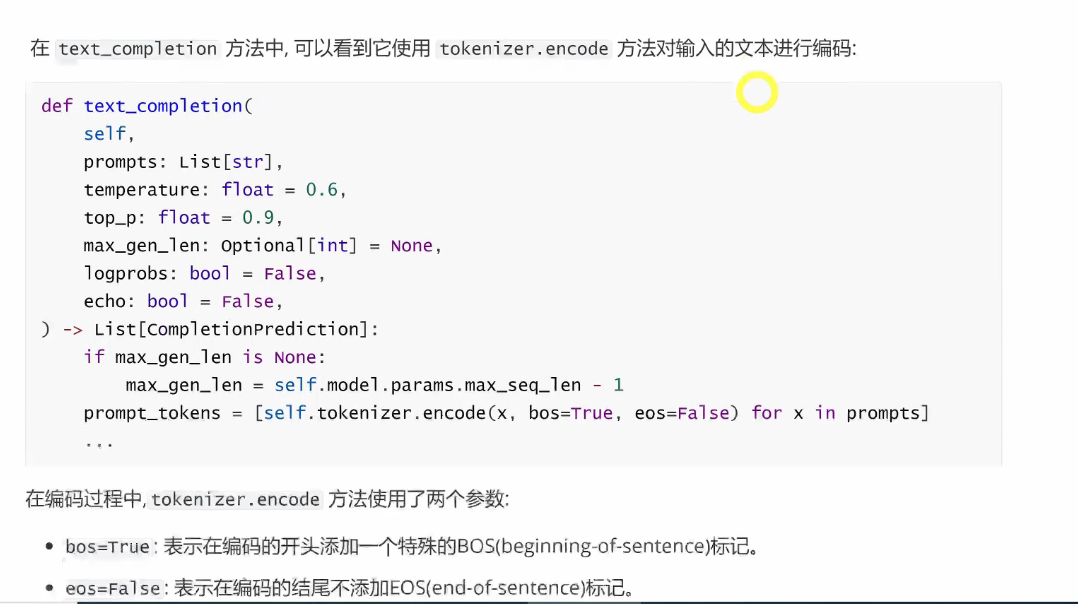 在 text_completion 方法中, 可以看到它使用 tokenizer.encode 方法对输入的文本进行编码:
def text_completion(
    self,
    prompts: List[str],
    temperature: float = 0.6,
    top_p: float = 0.9,
    max_gen_len: Optional[int] = None,
    logprobs: bool = False,
    echo: bool = False,
) -> List[CompletionPrediction]:
    if max_gen_len is None:
        max_gen_len = self.model.params.max_seq_len - 1
    prompt_tokens = [self.tokenizer.encode(x, bos=True, eos=False) for x in prompts]
    ...
在编码过程中, tokenizer.encode 方法使用了两个参数:
• bos=True: 表示在编码的开头添加一个特殊的BOS(beginning-of-sentence)标记。
• eos=False: 表示在编码的结尾不添加EOS(end-of-sentence)标记。